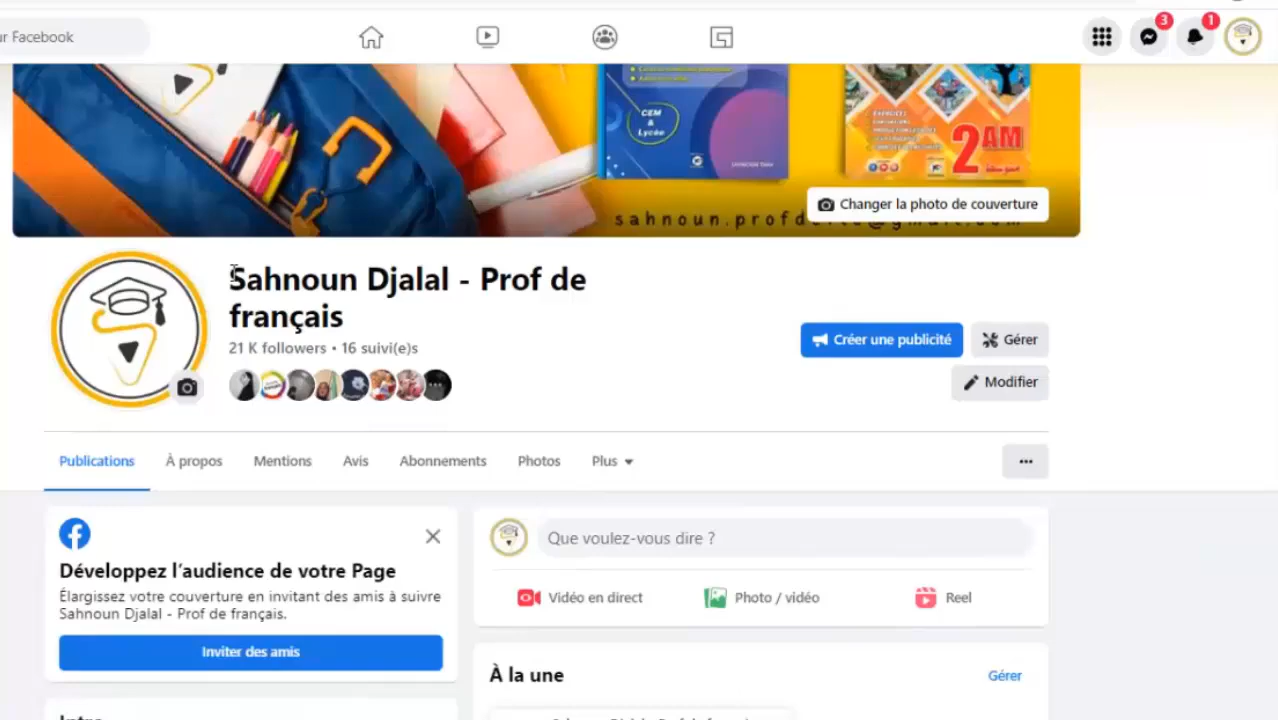 ur Facebook
3
1
CEM
&
Lycée
2AM
Changer la photo de couverture
Sahnoun Djalal - Prof de
français
21 K followers • 16 suivi(e)s
Créer une publicité
Gérer
Modifier
Publications
À propos
Mentions
Avis
Abonnements
Photos
Plus
Développez l'audience de votre Page
Élargissez votre couverture en invitant des amis à suivre
Sahnoun Djalal - Prof de français.
Inviter des amis
Que voulez-vous dire ?
Vidéo en direct
Photo / vidéo
Reel
À la une
Gérer